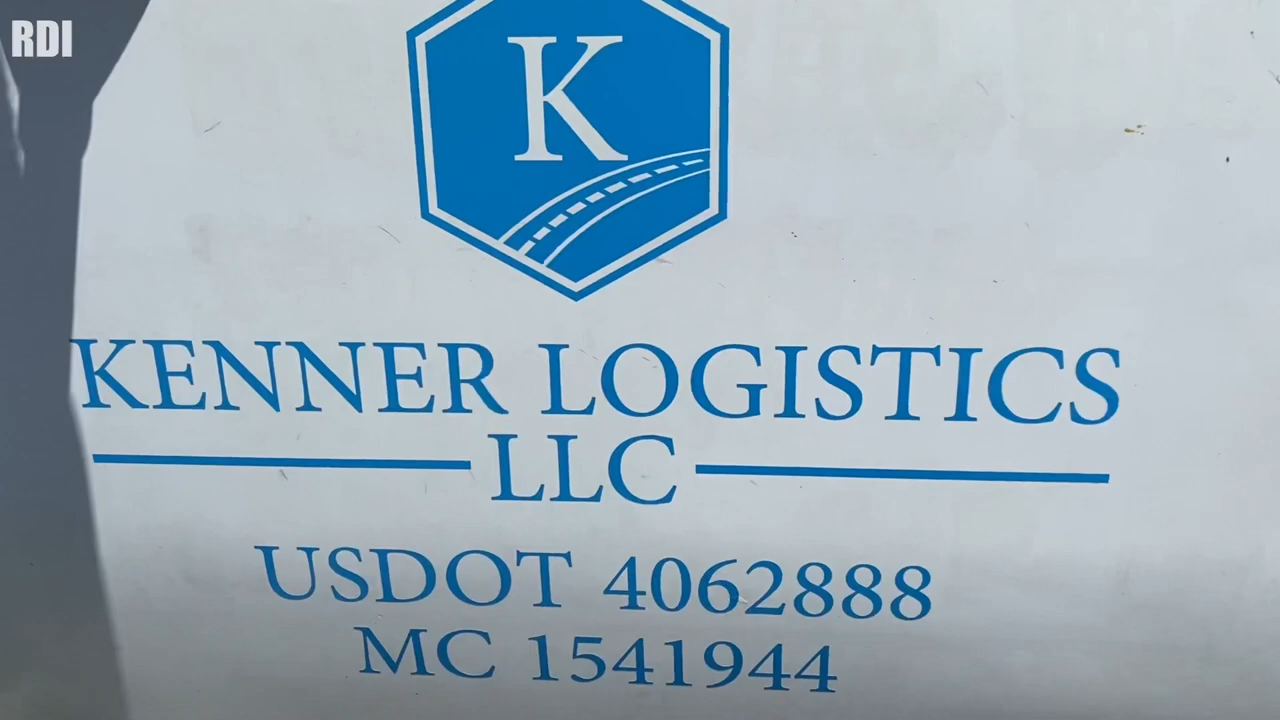 RDI
K
KENNER LOGISTICS
LLC
USDOT 4062888
MC 1541944